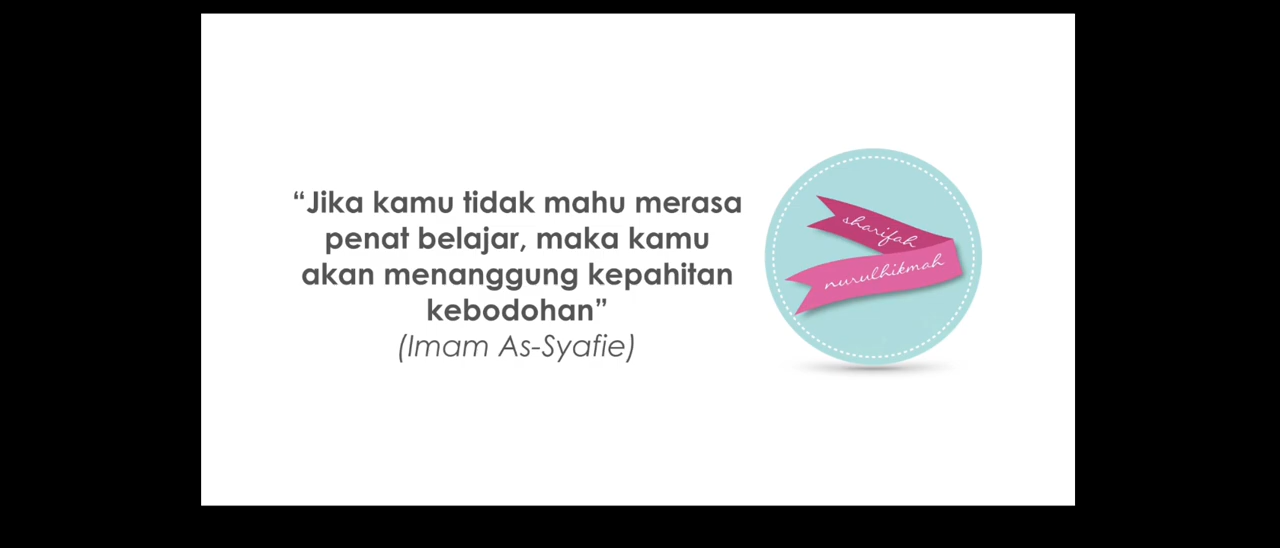 “Jika kamu tidak mahu merasa
penat belajar, maka kamu
akan menanggung kepahitan
kebodohan”
(Imam As-Syafie)
sharifah
nurulhikmah